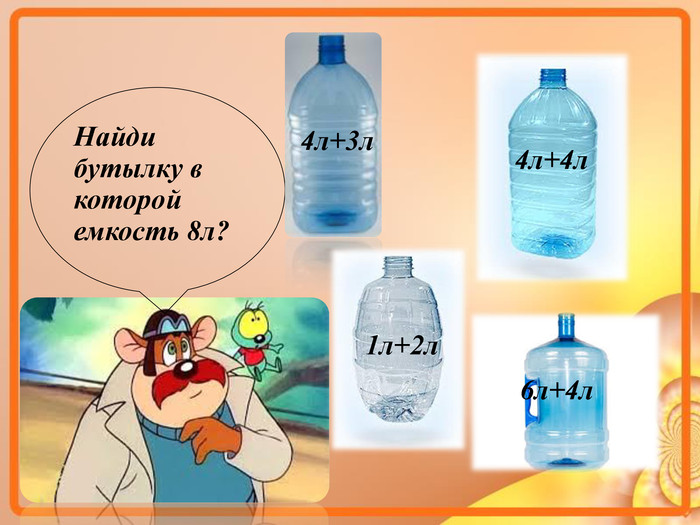 Найди
бутылку в
которой
емкость 8л?
4л+3л
4л+4л
1л+2л
6л+4л